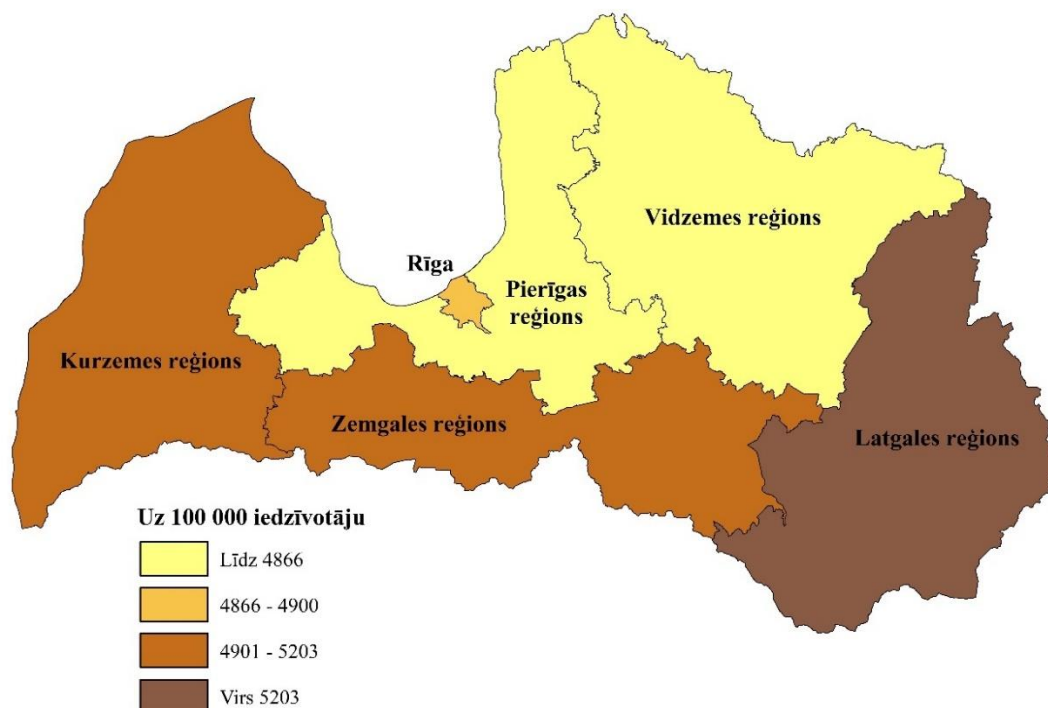 Vidzemes reģions
Rīga
Pierīgas
reģions
Kurzemes reģions
Zemgales reģions
Latgales reģions
Uz 100 000 iedzīvotāju
Līdz 4866
4866 - 4900
4901 - 5203
Virs 5203